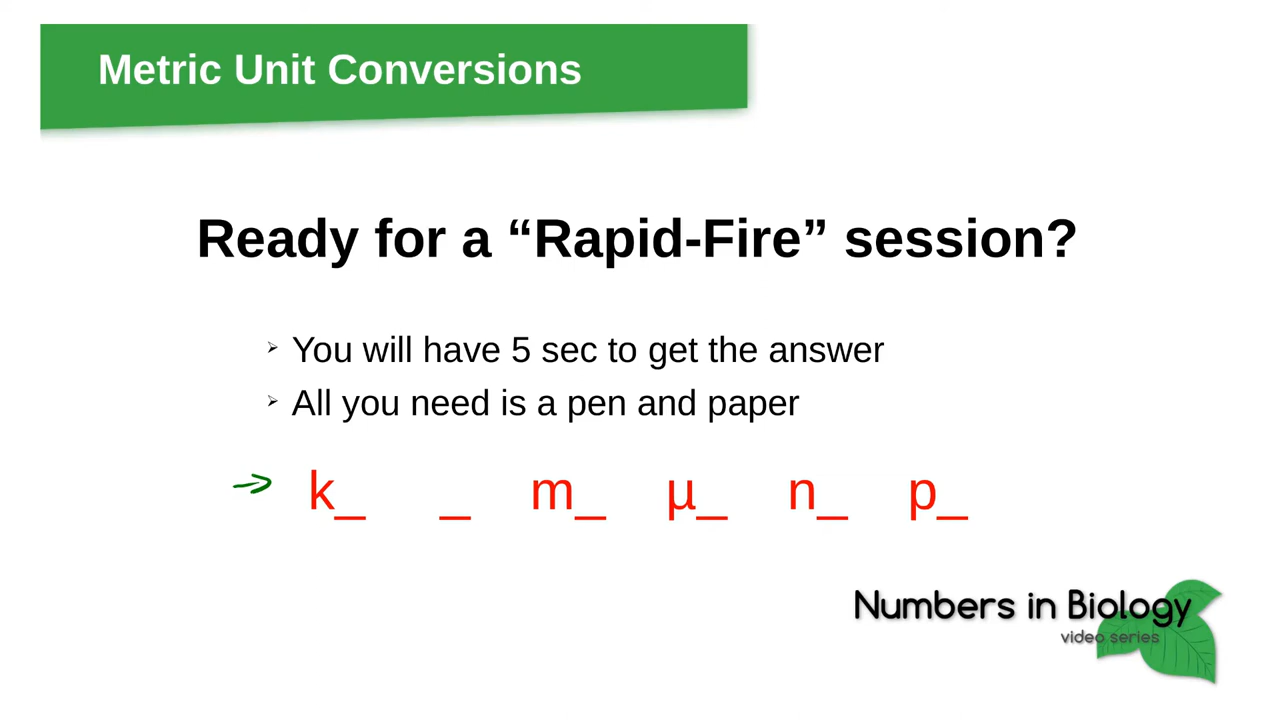 Metric Unit Conversions
Ready for a “Rapid-Fire” session?
➢ You will have 5 sec to get the answer
➢ All you need is a pen and paper
→ k_ _ m_ µ_ n_ p_
Numbers in Biology
video series